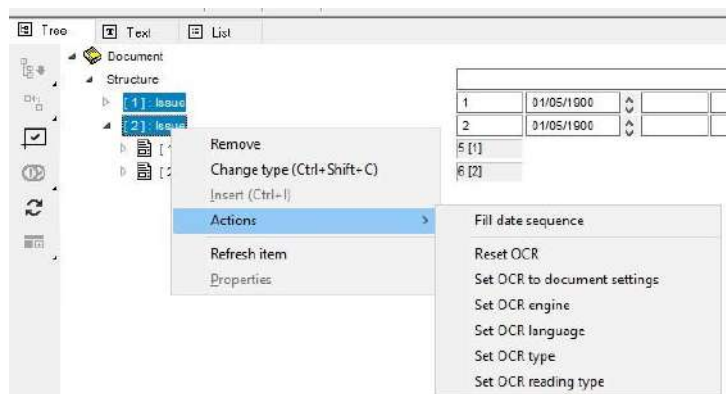 Tree Text List
Document
Structure
[1] : Issue 1 01/05/1900
[2] : Issue 2 01/05/1900
[1 5 [1]
[2 6 [2]
Remove
Change type (Ctrl+Shift+C)
Insert (Ctrl+I)
Actions
Refresh item
Properties
Fill date sequence
Reset OCR
Set OCR to document settings
Set OCR engine
Set OCR language
Set OCR type
Set OCR reading type